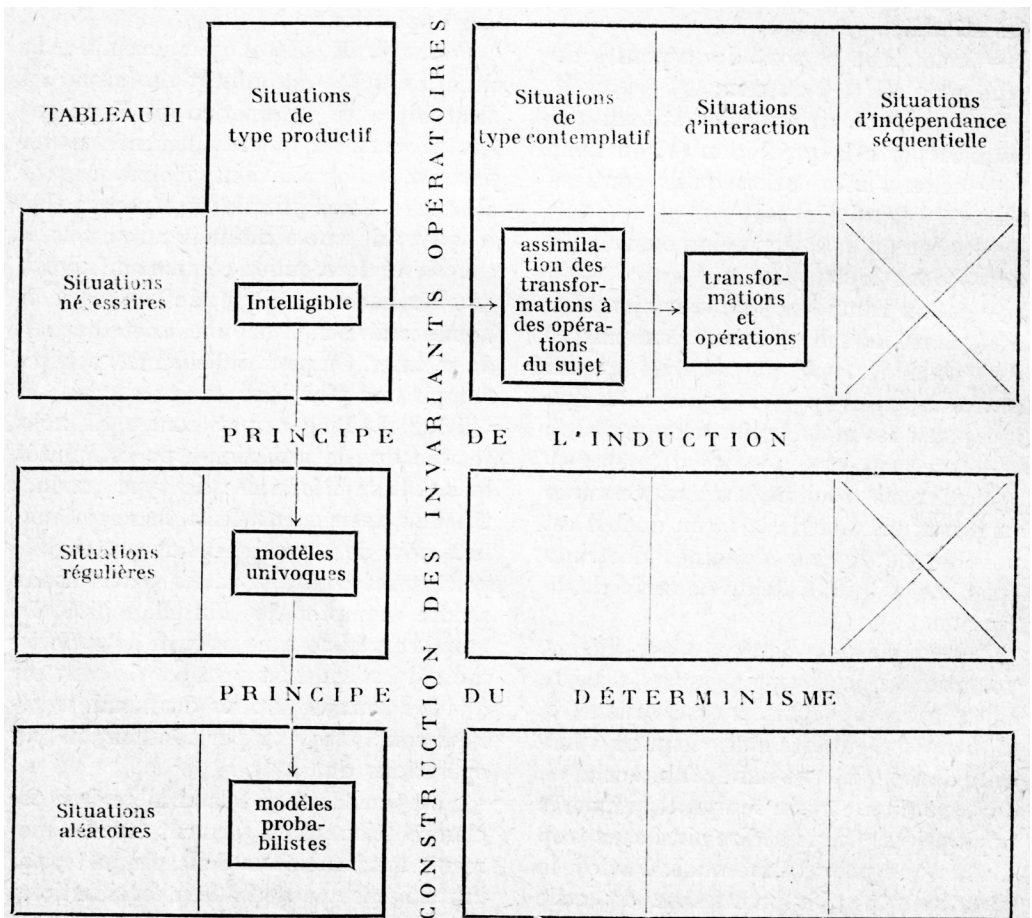 TABLEAU II
Situations
de
type productif
Situations
de
type contemplatif
Situations
d'interaction
Situations
d'indépendance
séquentielle
Situations
né essaires
Intelligible
assimila-
tion des
transfor-
mations à
des opéra-
tions
du sujet
transfor-
mations
et
opérations
PRINCIPE DE L'INDUCTION
Situations
régulières
modèles
univoques
PRINCIPE DU DÉTERMINISME
Situations
aléatoires
modèles
proba-
bilistes
CONSTRUCTION DES INVARIANTS OPÉRATOIRES